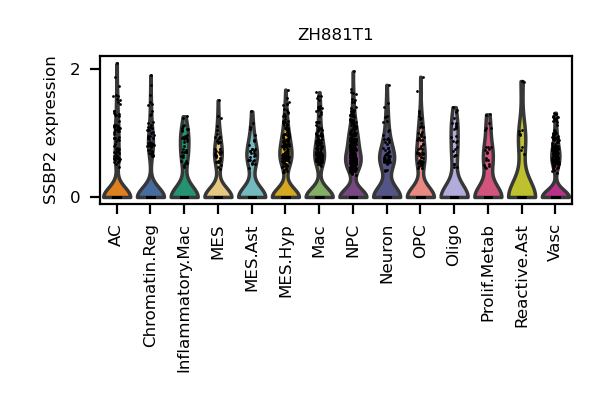 ZH881T1
SSBP2 expression
2
0
AC
Chromatin.Reg
Inflammatory.Mac
MES
MES.Ast
MES.Hyp
Mac
NPC
Neuron
OPC
Oligo
Prolif.Metab
Reactive.Ast
Vasc